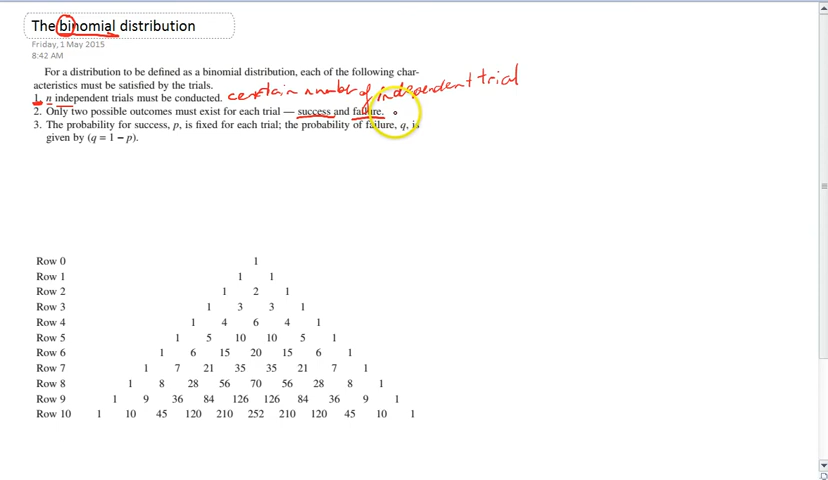 The binomial distribution
Friday, 1 May 2015
8:42 AM
For a distribution to be defined as a binomial distribution, each of the following char-
acteristics must be satisfied by the trials.
1. n independent trials must be conducted. certain number of independent trial
2. Only two possible outcomes must exist for each trial — success and failure.
3. The probability for success, p, is fixed for each trial; the probability of failure, q, is
given by (q = 1 − p).
Row 0 1
Row 1 1 1
Row 2 1 2 1
Row 3 1 3 3 1
Row 4 1 4 6 4 1
Row 5 1 5 10 10 5 1
Row 6 1 6 15 20 15 6 1
Row 7 1 7 21 35 35 21 7 1
Row 8 1 8 28 56 70 56 28 8 1
Row 9 1 9 36 84 126 126 84 36 9 1
Row 10 1 10 45 120 210 252 210 120 45 10 1